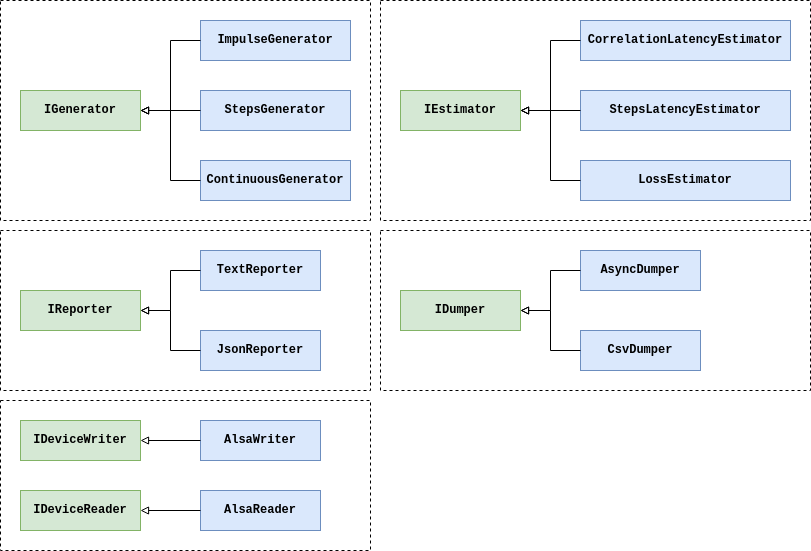 ImpulseGenerator
IGenerator
StepsGenerator
ContinuousGenerator
CorrelationLatencyEstimator
IEstimator
StepsLatencyEstimator
LossEstimator
TextReporter
IReporter
JsonReporter
AsyncDumper
IDumper
CsvDumper
IDeviceWriter
AlsaWriter
IDeviceReader
AlsaReader